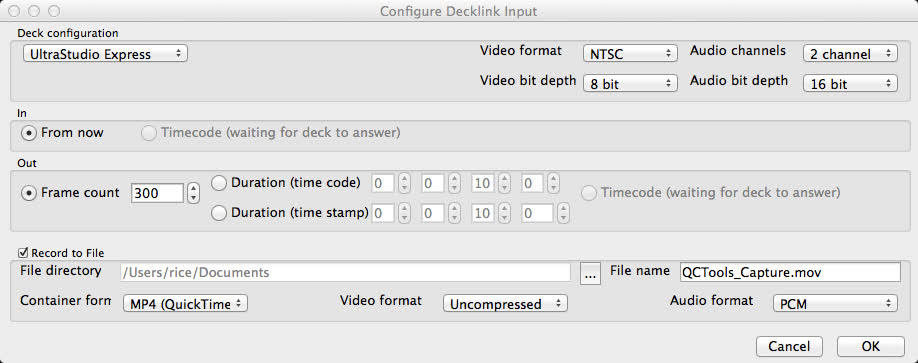 Configure Decklink Input
Deck configuration
UltraStudio Express Video format NTSC Audio channels 2 channel
Video bit depth 8 bit Audio bit depth 16 bit
In
From now Timecode (waiting for deck to answer)
Out
Frame count 300 Duration (time code) 0 0 10 0 Timecode (waiting for deck to answer)
Duration (time stamp) 0 0 10 0
Record to File
File directory /Users/rice/Documents ... File name QCTools_Capture.mov
Container forn MP4 (QuickTime Video format Uncompressed Audio format PCM
Cancel OK